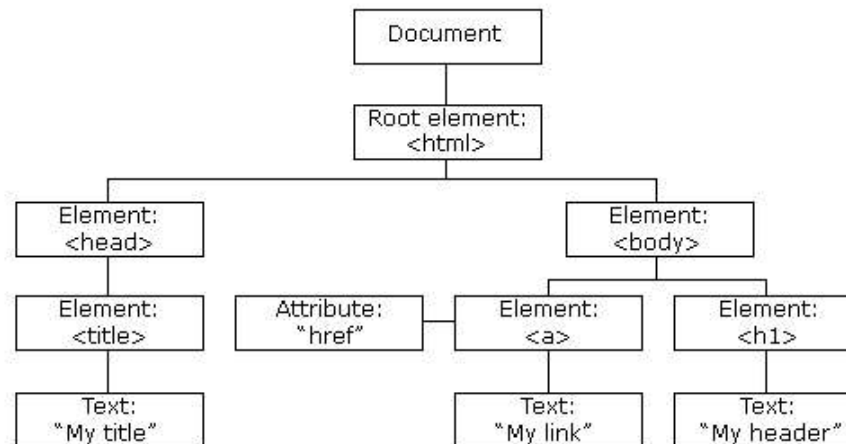 Document
Root element:
<html>
Element:
<head>
Element:
<body>
Element:
<title>
Attribute:
“href”
Element:
<a>
Element:
<h1>
Text:
“My title”
Text:
“My link”
Text:
“My header”